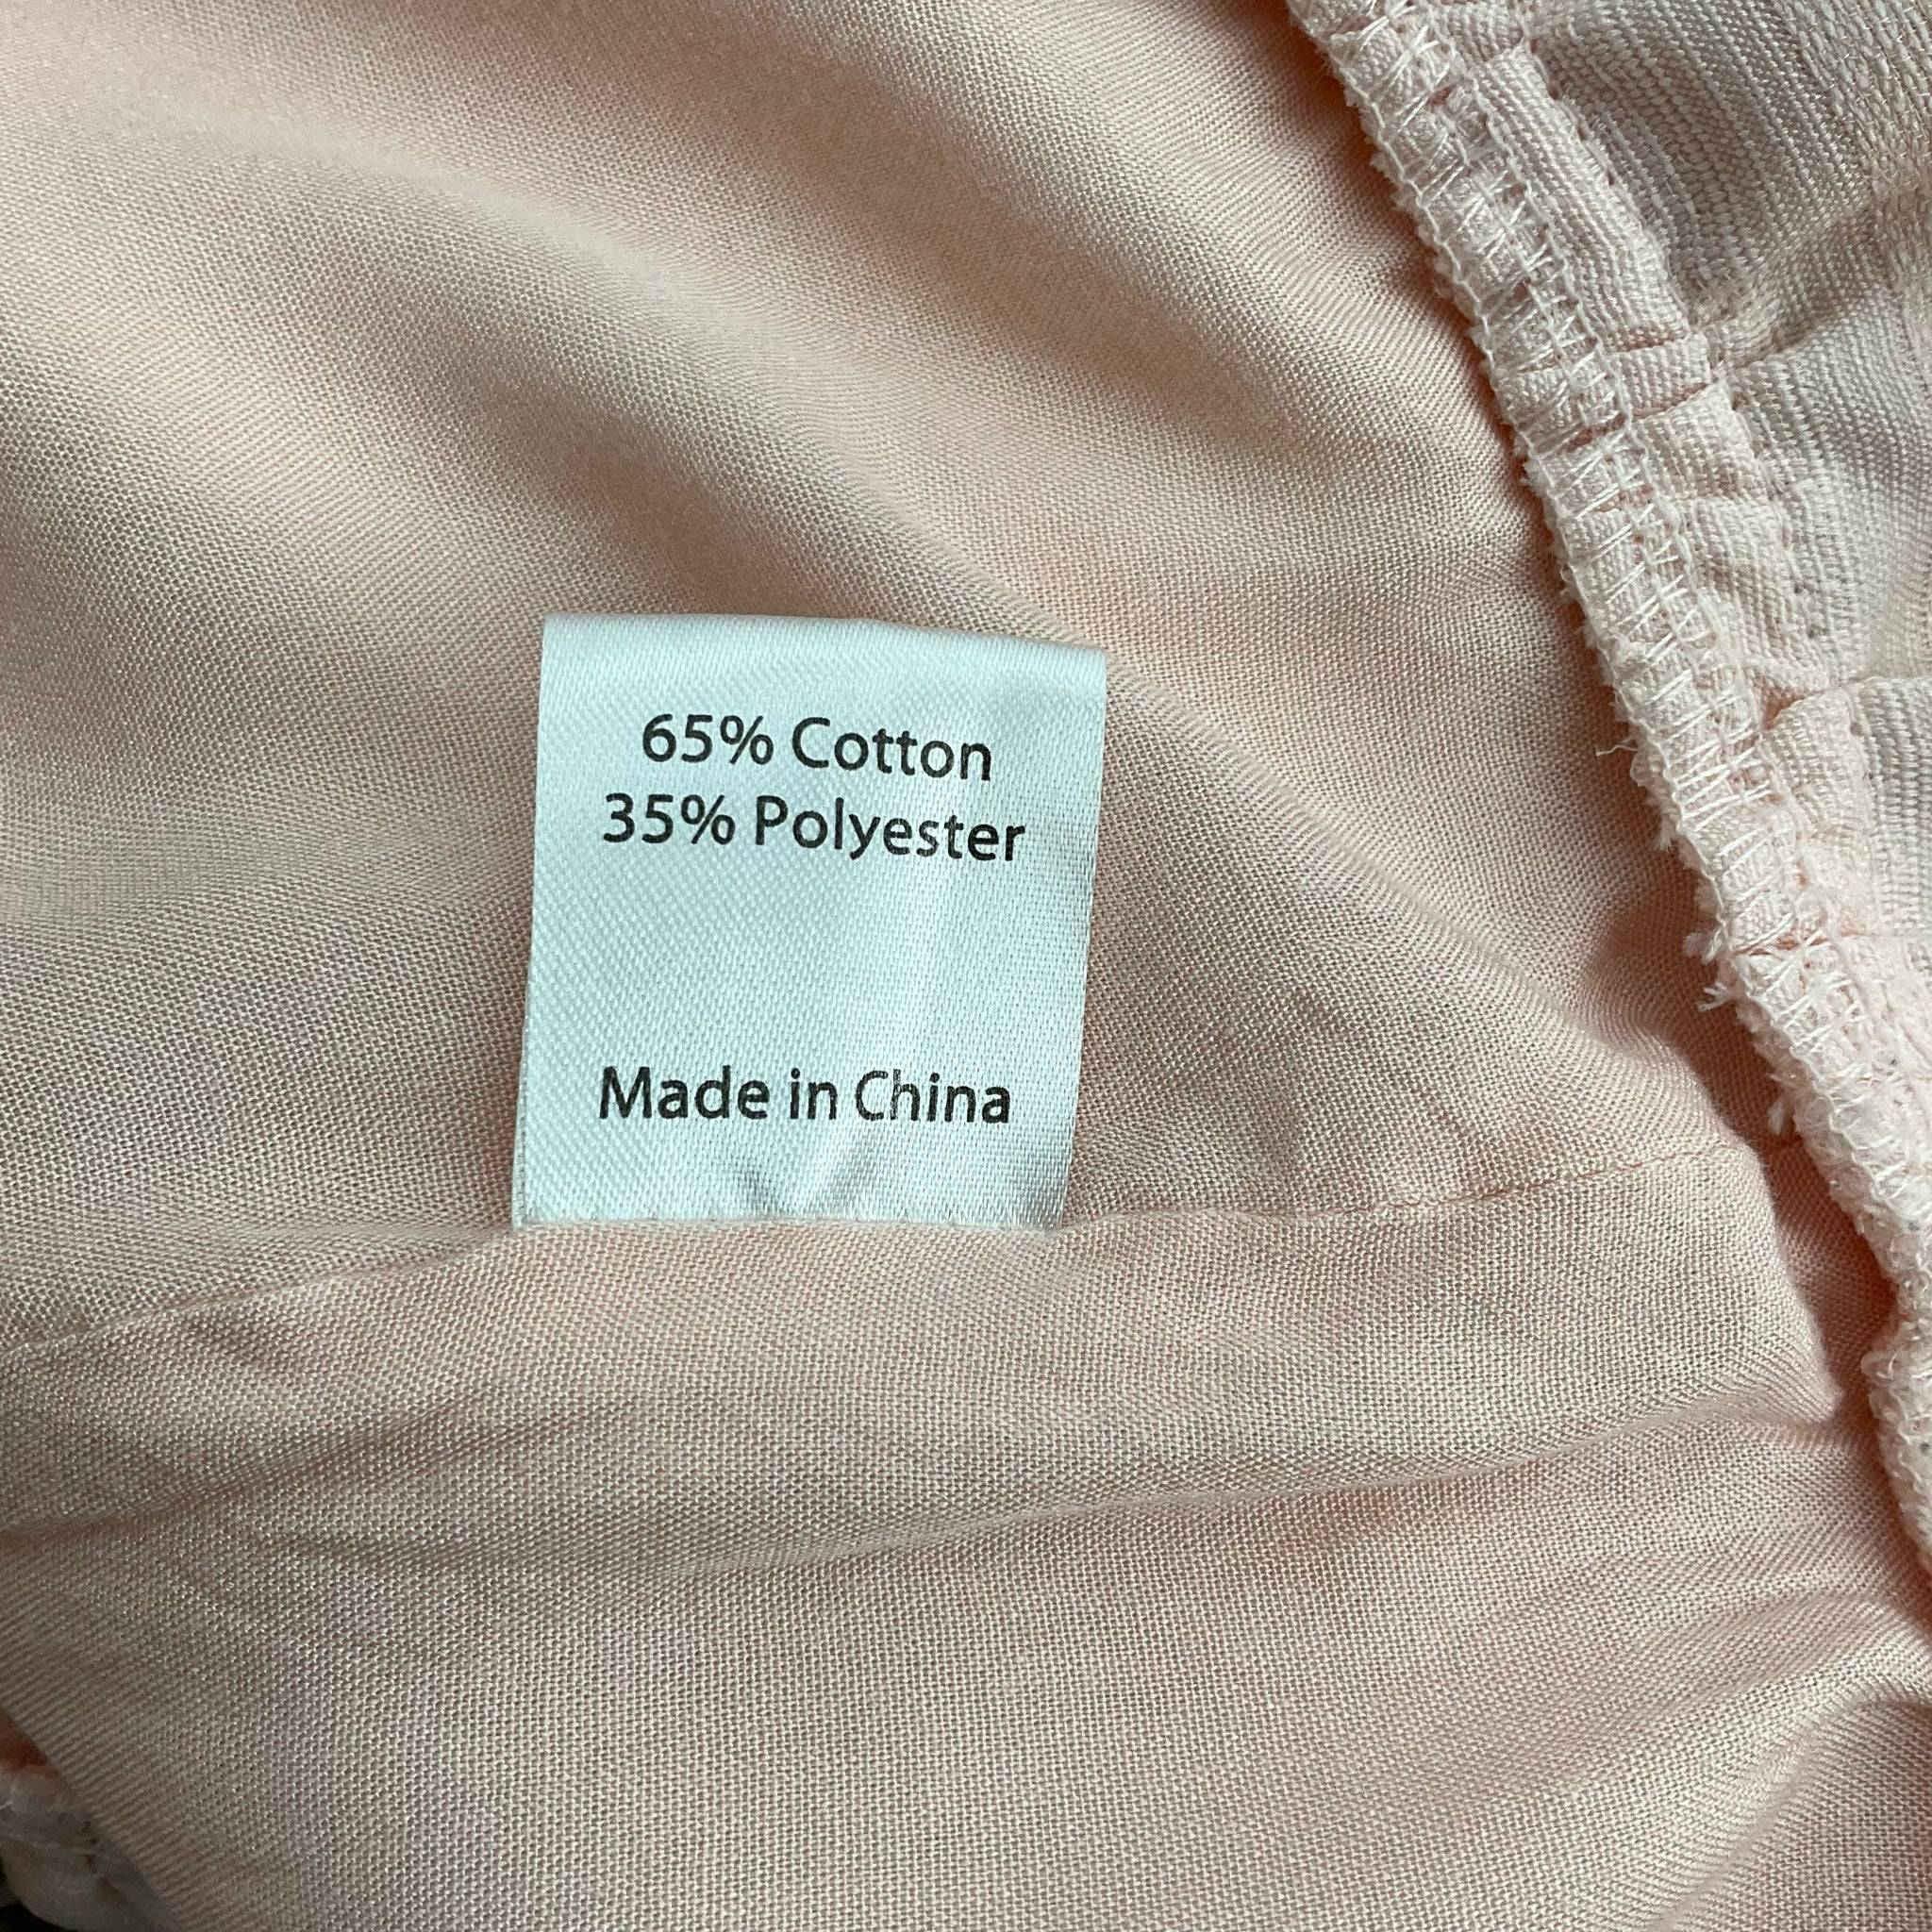 65% Cotton
35% Polyester
Made in China